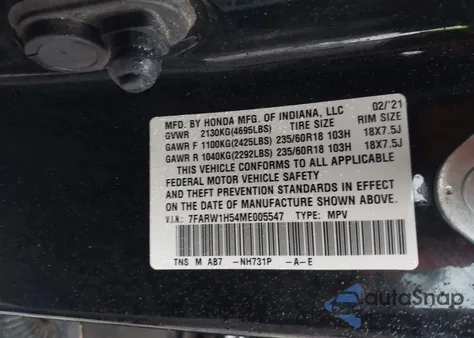 MFD. BY HONDA MFG. OF INDIANA, LLC 02/'21
GVWR 2130KG(4695LBS) TIRE SIZE RIM SIZE
GAWR F 1100KG(2425LBS) 235/60R18 103H 18X7.5J
GAWR R 1040KG(2292LBS) 235/60R18 103H 18X7.5J
THIS VEHICLE CONFORMS TO ALL APPLICABLE
FEDERAL MOTOR VEHICLE SAFETY
AND THEFT PREVENTION STANDARDS IN EFFECT
ON THE DATE OF MANUFACTURE SHOWN ABOVE.
V.I.N.: 7FARW1H54ME005547 TYPE: MPV
TNS M AB7 -NH731P -A-E
autoSnap